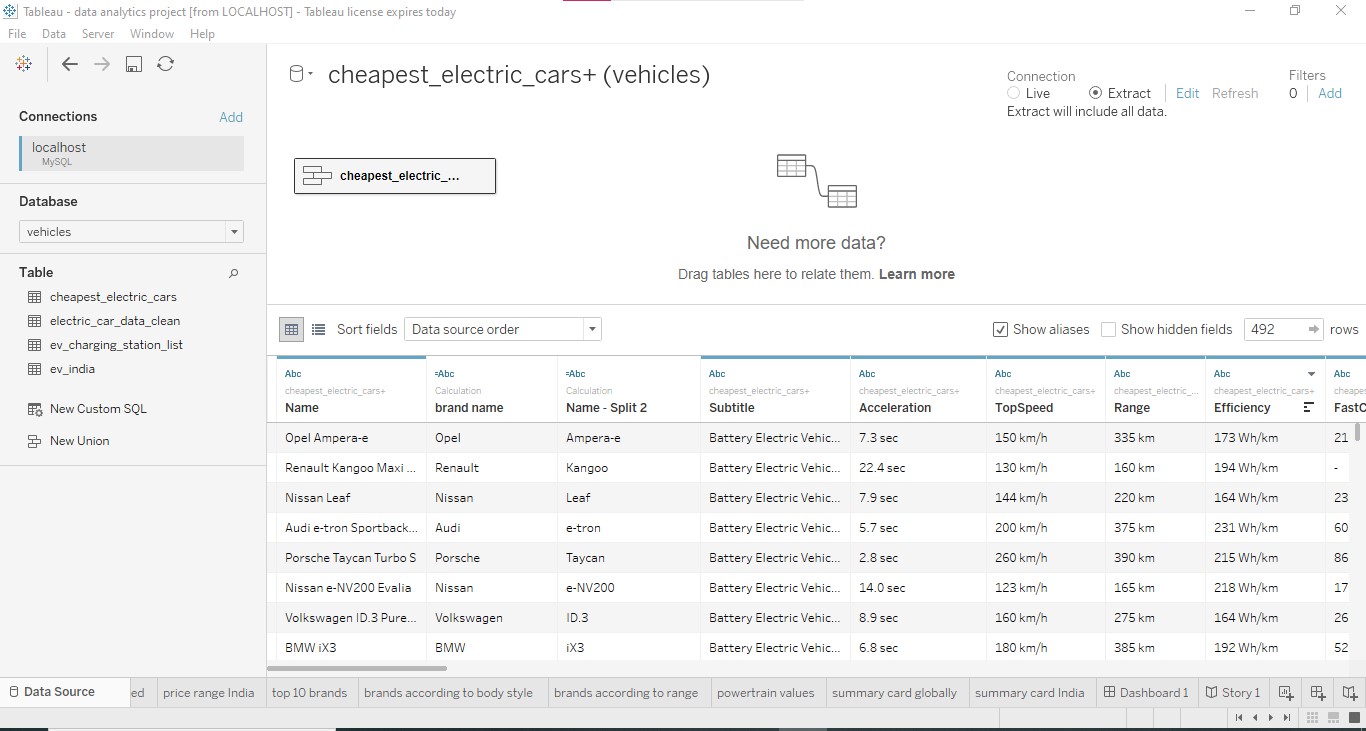 Tableau - data analytics project [from LOCALHOST] - Tableau license expires today
File Data Server Window Help
Connections Add
localhost
MySQL
Database
vehicles
Table
cheapest_electric_cars
electric_car_data_clean
ev_charging_station_list
ev_india
New Custom SQL
New Union
cheapest_electric_cars+ (vehicles)
Connection
Live Extract Edit Refresh
Extract will include all data.
Filters
0 Add
cheapest_electric_...
Need more data?
Drag tables here to relate them. Learn more
Sort fields Data source order Show aliases Show hidden fields 492 rows
Abc =Abc =Abc Abc Abc Abc Abc Abc Abc
cheapest_electric_cars+ Calculation Calculation cheapest_electric_cars+ cheapest_electric_cars+ cheapest_electric_cars+ cheapest_electric_... cheapest_electric_cars+ cheapes
Name brand name Name - Split 2 Subtitle Acceleration TopSpeed Range Efficiency FastC
Opel Ampera-e Opel Ampera-e Battery Electric Vehic... 7.3 sec 150 km/h 335 km 173 Wh/km 21
Renault Kangoo Maxi ... Renault Kangoo Battery Electric Vehic... 22.4 sec 130 km/h 160 km 194 Wh/km -
Nissan Leaf Nissan Leaf Battery Electric Vehic... 7.9 sec 144 km/h 220 km 164 Wh/km 23
Audi e-tron Sportback... Audi e-tron Battery Electric Vehic... 5.7 sec 200 km/h 375 km 231 Wh/km 60
Porsche Taycan Turbo S Porsche Taycan Battery Electric Vehic... 2.8 sec 260 km/h 390 km 215 Wh/km 86
Nissan e-NV200 Evalia Nissan e-NV200 Battery Electric Vehic... 14.0 sec 123 km/h 165 km 218 Wh/km 17
Volkswagen ID.3 Pure... Volkswagen ID.3 Battery Electric Vehic... 8.9 sec 160 km/h 275 km 164 Wh/km 26
BMW iX3 BMW iX3 Battery Electric Vehic... 6.8 sec 180 km/h 385 km 192 Wh/km 52
Data Source ed price range India top 10 brands brands according to body style brands according to range powertrain values summary card globally summary card India Dashboard 1 Story 1